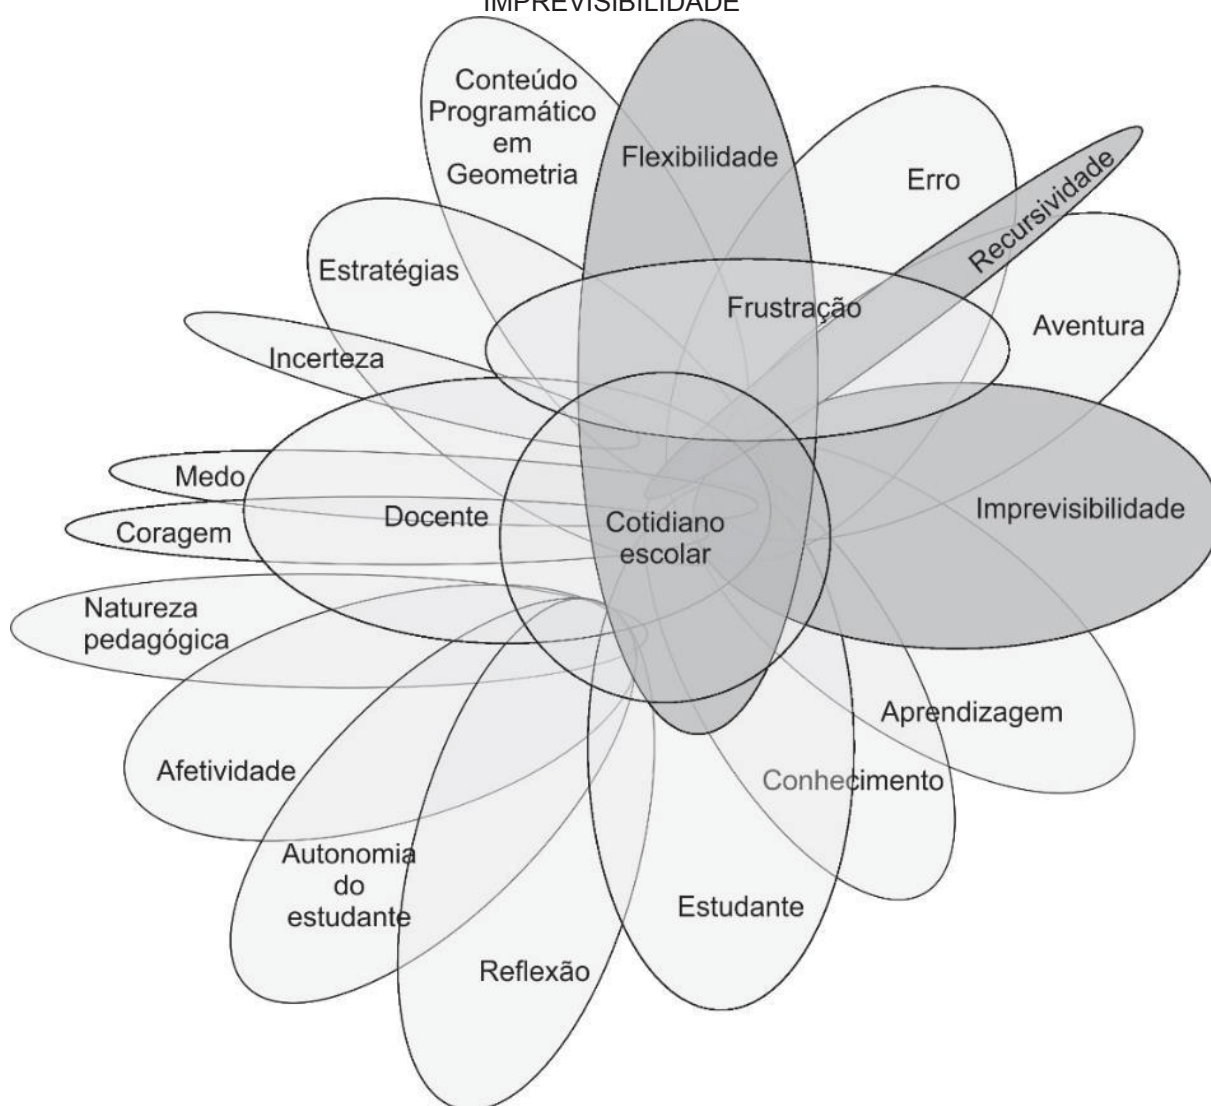 IMPREVISIBILIDADE
Conteúdo
Programático
em
Geometria
Flexibilidade
Erro
Recursividade
Estratégias
Frustração
Aventura
Incerteza
Medo
Coragem
Docente
Cotidiano
escolar
Imprevisibilidade
Natureza
pedagógica
Aprendizagem
Afetividade
Conhecimento
Autonomia
do
estudante
Estudante
Reflexão